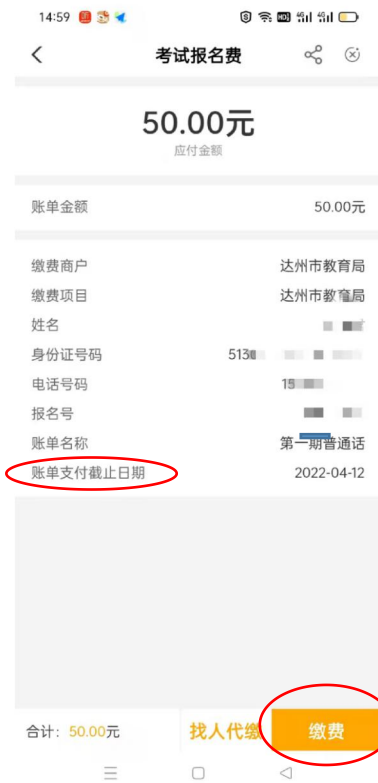 14:59
考试报名费
50.00元
应付金额
账单金额 50.00元
缴费商户 达州市教育局
缴费项目 达州市教育局
姓名
身份证号码 513
电话号码 15
报名号
账单名称 第一期普通话
账单支付截止日期 2022-04-12
合计: 50.00元 找人代缴 缴费